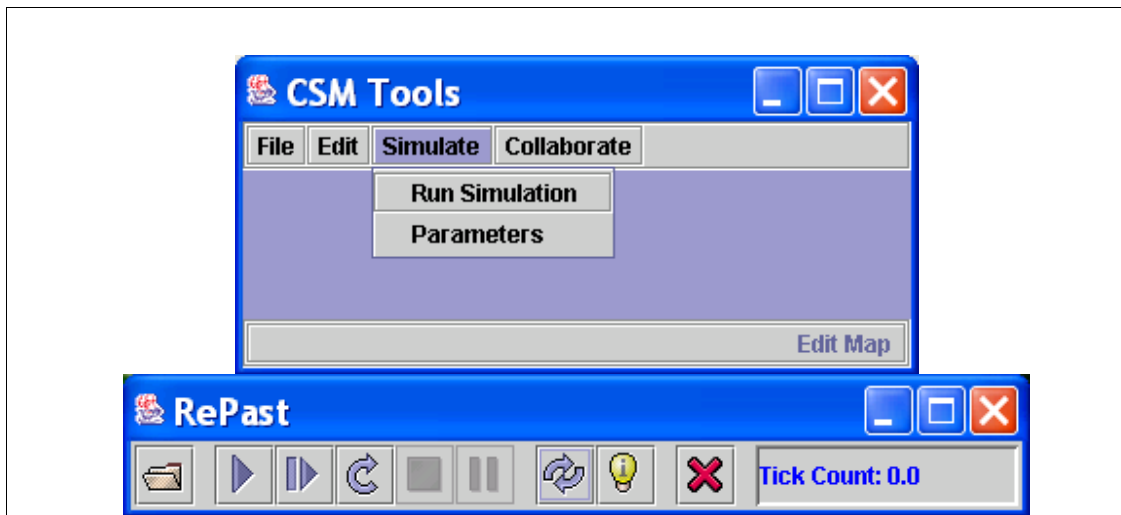 CSM Tools
File Edit Simulate Collaborate
Run Simulation
Parameters
Edit Map
RePast
Tick Count: 0.0